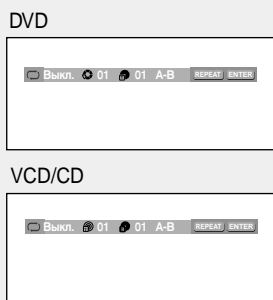 DVD
Выкл. 01 01 A-B REPEAT ENTER
VCD/CD
Выкл. 01 01 A-B REPEAT ENTER